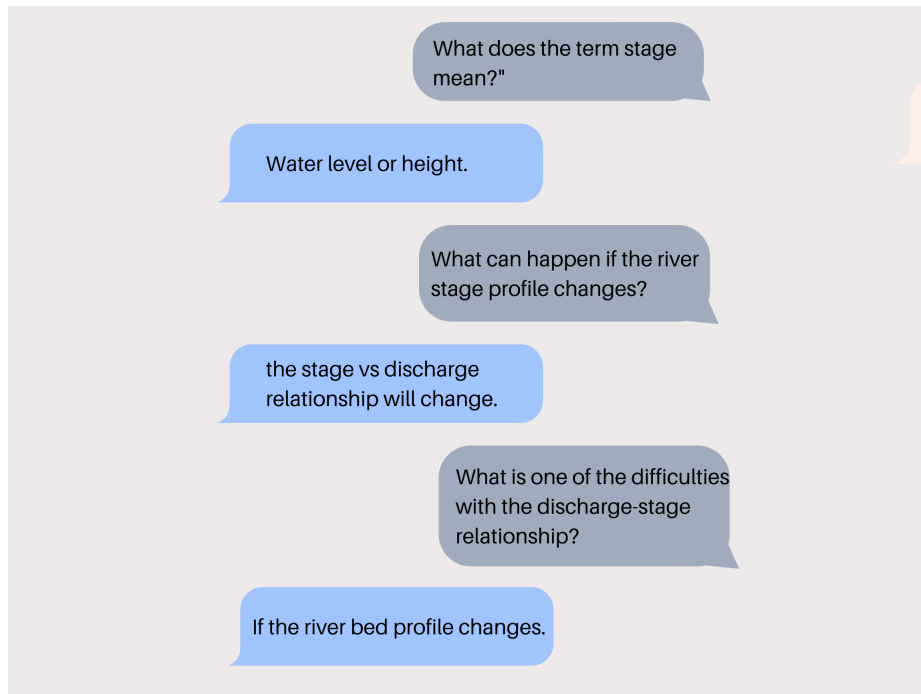 What does the term stage
mean?"
Water level or height.
What can happen if the river
stage profile changes?
the stage vs discharge
relationship will change.
What is one of the difficulties
with the discharge-stage
relationship?
If the river bed profile changes.